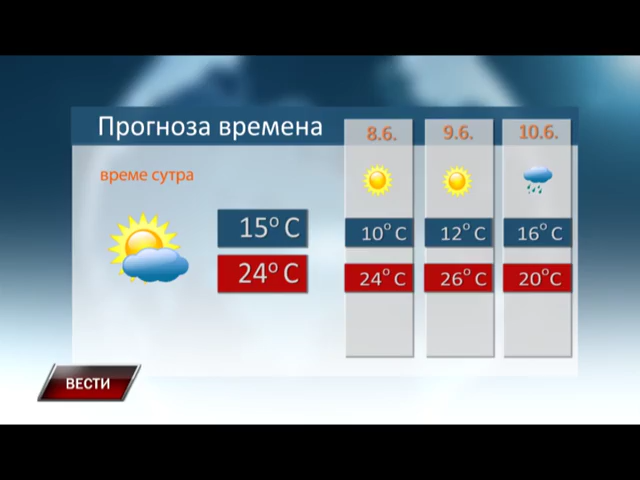 Прогноза времена
време сутра
15° C
24° C
8.6. 9.6. 10.6.
10° C 12° C 16° C
24° C 26° C 20°C
ВЕСТИ